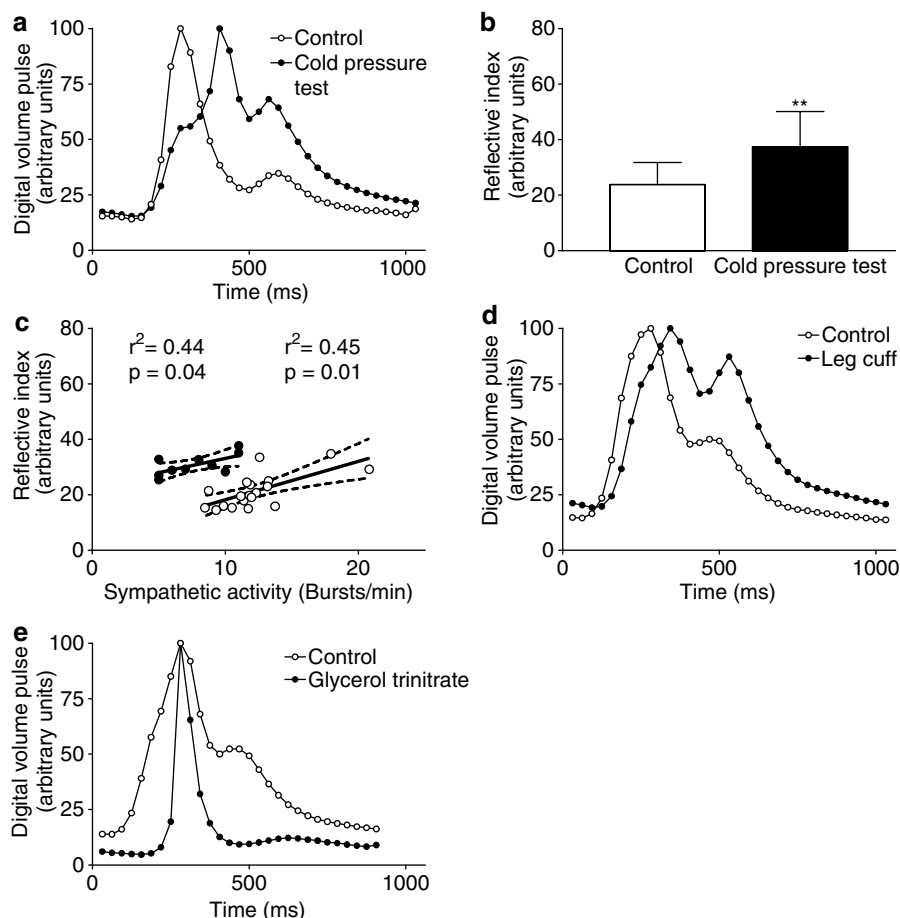 a
Digital volume pulse
(arbitrary units)
100
75
50
25
0
0 500 1000
Time (ms)
Control
Cold pressure
test
b
Reflective index
(arbitrary units)
80
60
40
20
0
**
Control Cold pressure test
c
Reflective index
(arbitrary units)
80
60
40
20
0
r2= 0.44
p = 0.04
r2= 0.45
p = 0.01
0 10 20
Sympathetic activity (Bursts/min)
d
Digital volume pulse
(arbitrary units)
100
75
50
25
0
0 500 1000
Time (ms)
Control
Leg cuff
e
Digital volume pulse
(arbitrary units)
100
75
50
25
0
0 500 1000
Time (ms)
Control
Glycerol trinitrate